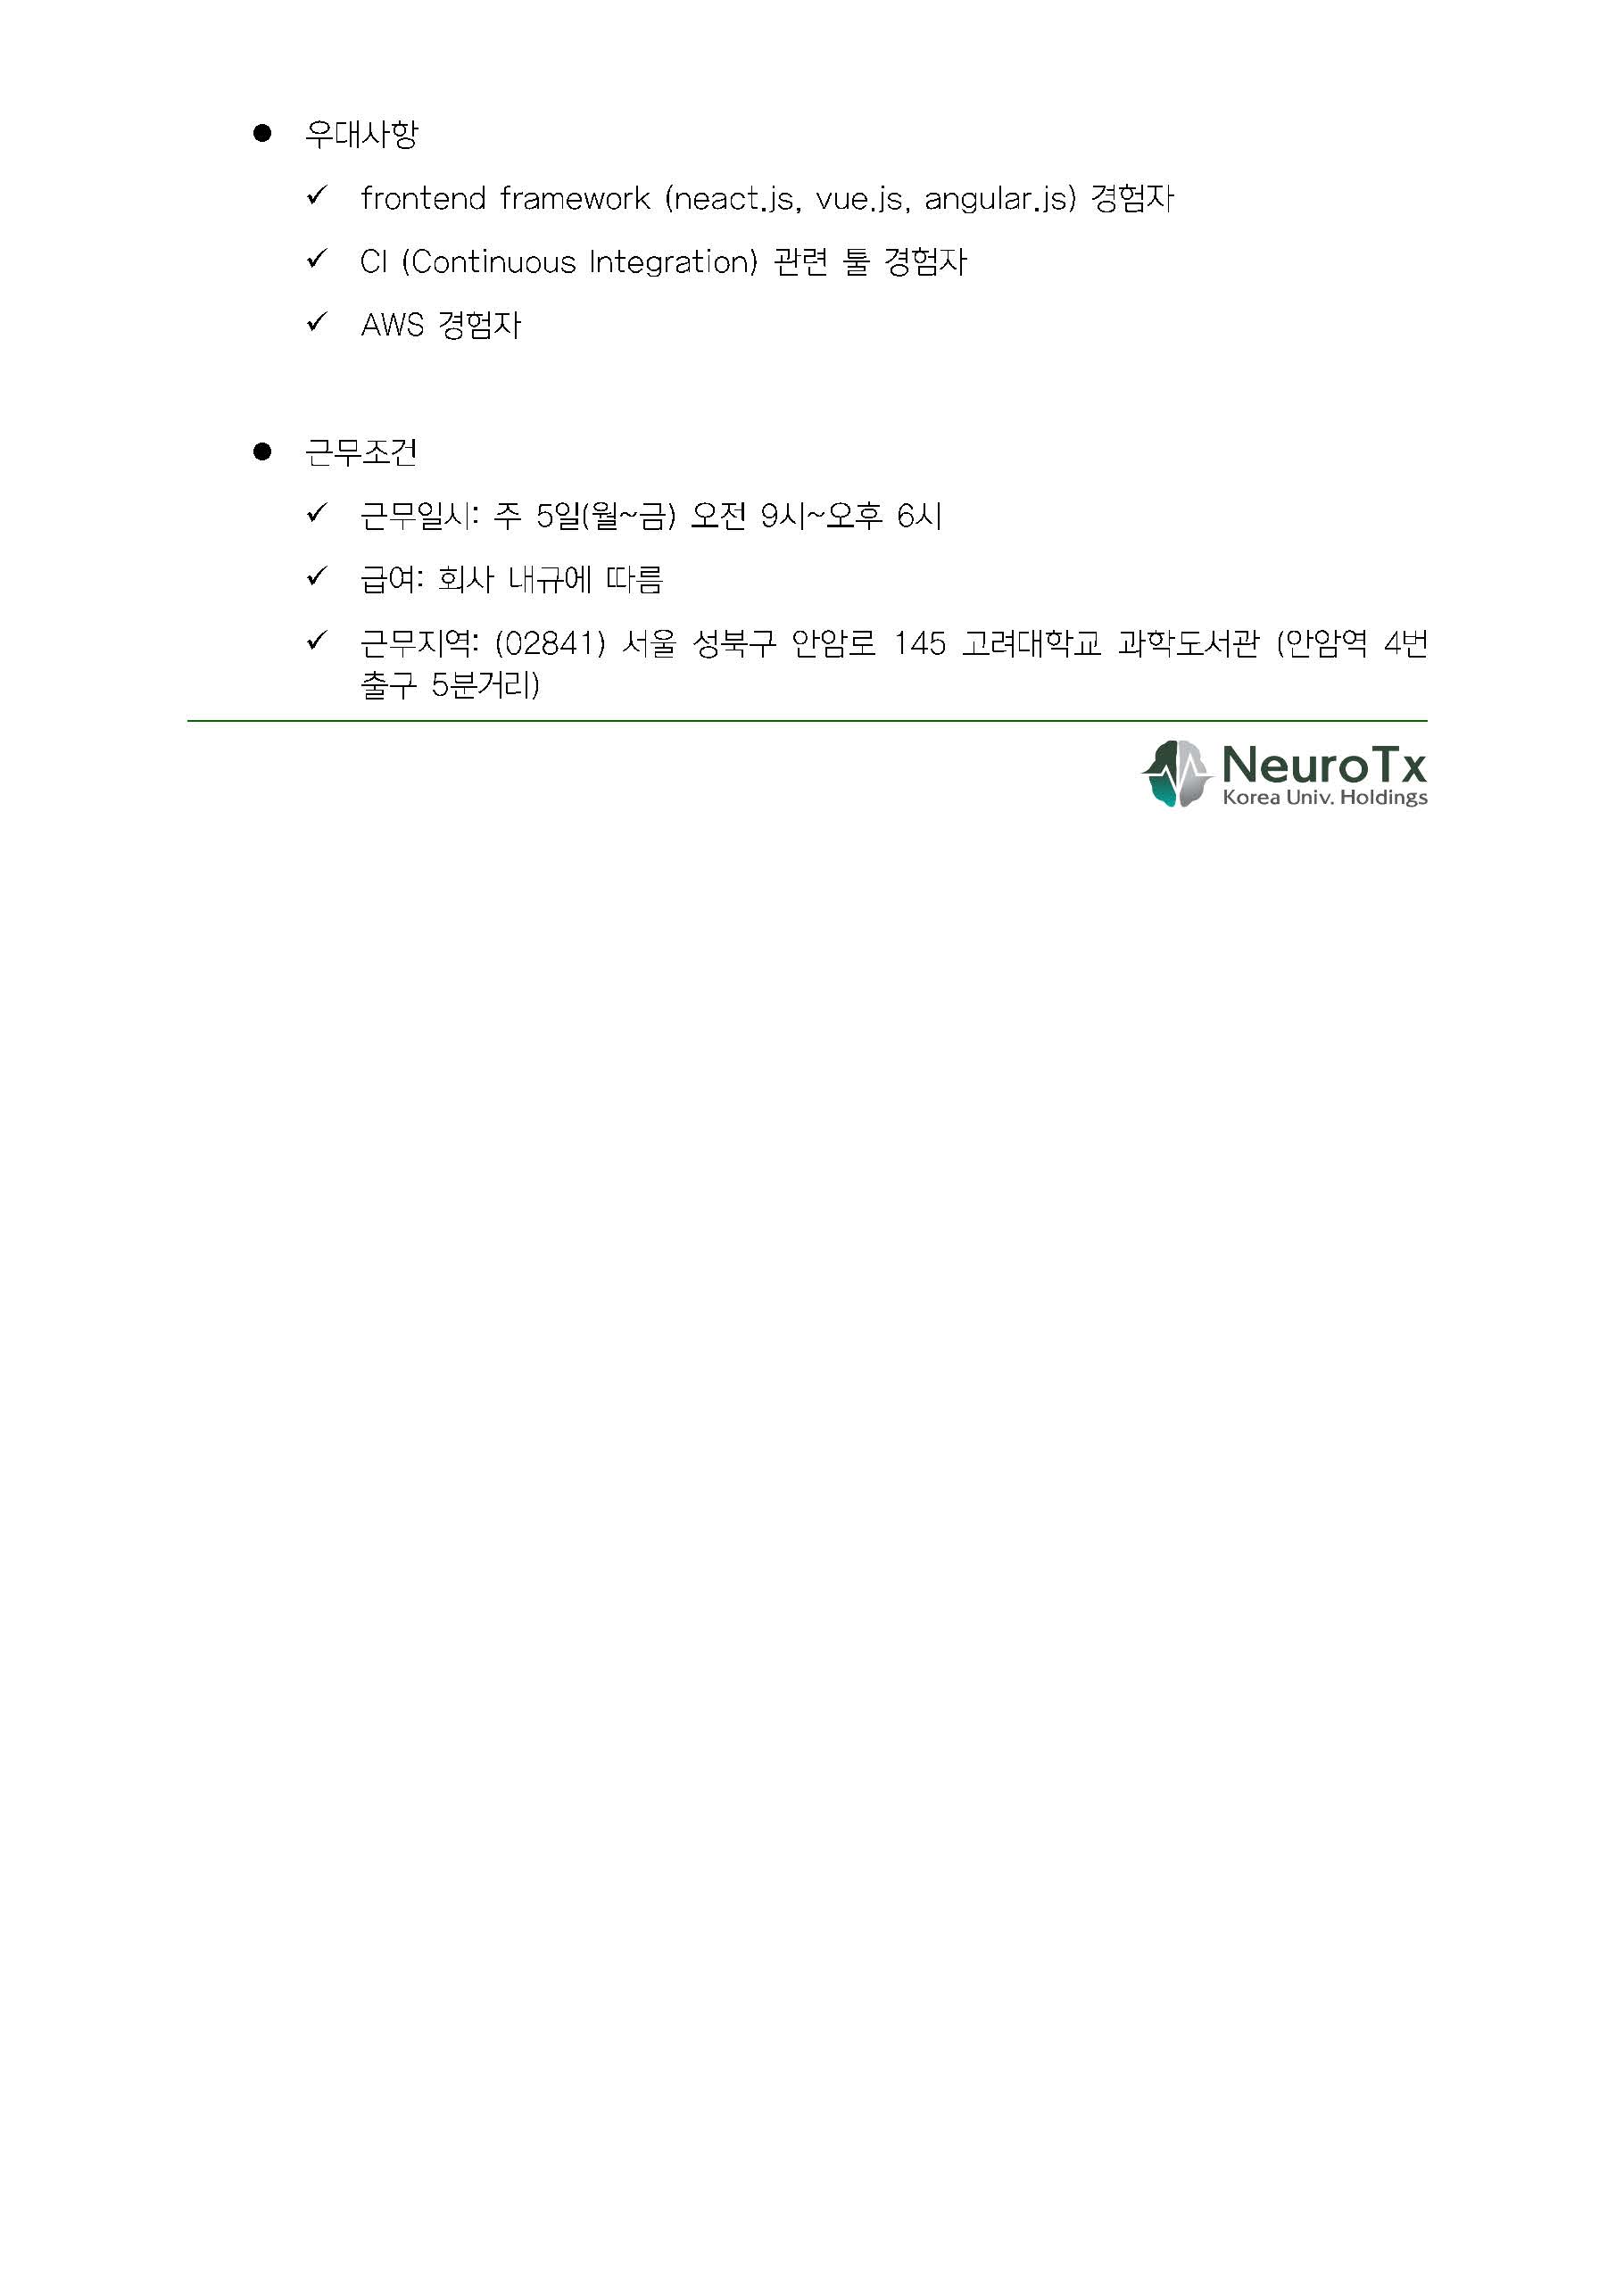 ● 우대사항
✓ frontend framework (neact.js, vue.js, angular.js) 경험자
✓ CI (Continuous Integration) 관련 툴 경험자
✓ AWS 경험자
● 근무조건
✓ 근무일시: 주 5일(월~금) 오전 9시~오후 6시
✓ 급여: 회사 내규에 따름
✓ 근무지역: (02841) 서울 성북구 안암로 145 고려대학교 과학도서관 (안암역 4번
출구 5분거리)
NeuroTx
Korea Univ. Holdings